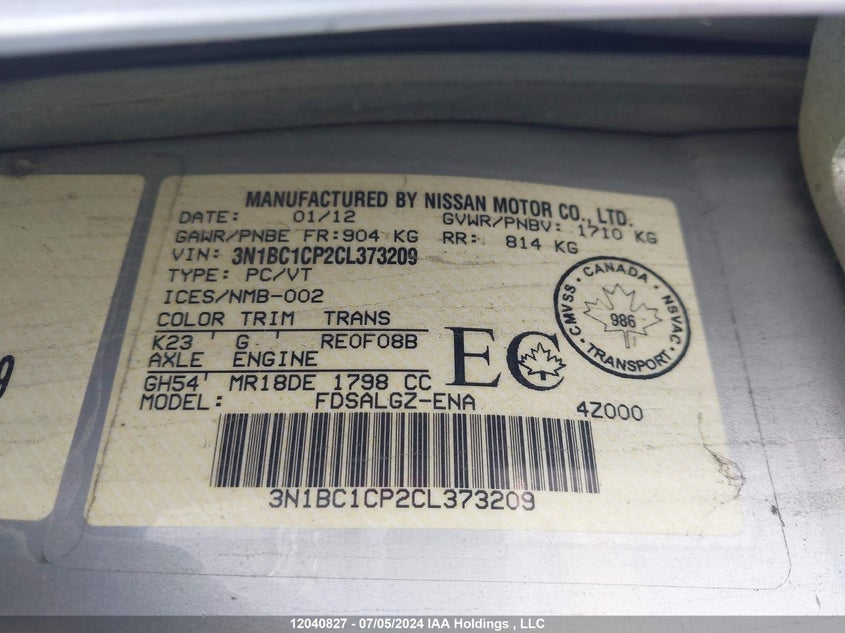 MANUFACTURED BY NISSAN MOTOR CO., LTD.
DATE: 01/12 GVWR/PNBV: 1710 KG
GAWR/PNBE FR: 904 KG RR: 814 KG
VIN: 3N1BC1CP2CL373209
TYPE: PC/VT
ICES/NMB-002
COLOR TRIM TRANS
K23 G RE0F08B
AXLE ENGINE
GH54 MR18DE 1798 CC
EC
CANADA
CMVSS NSVAC
986
TRANSPORT
MODEL: FDSALGZ-ENA 4Z000
3N1BC1CP2CL373209
9
12040827 - 07/05/2024 IAA Holdings , LLC